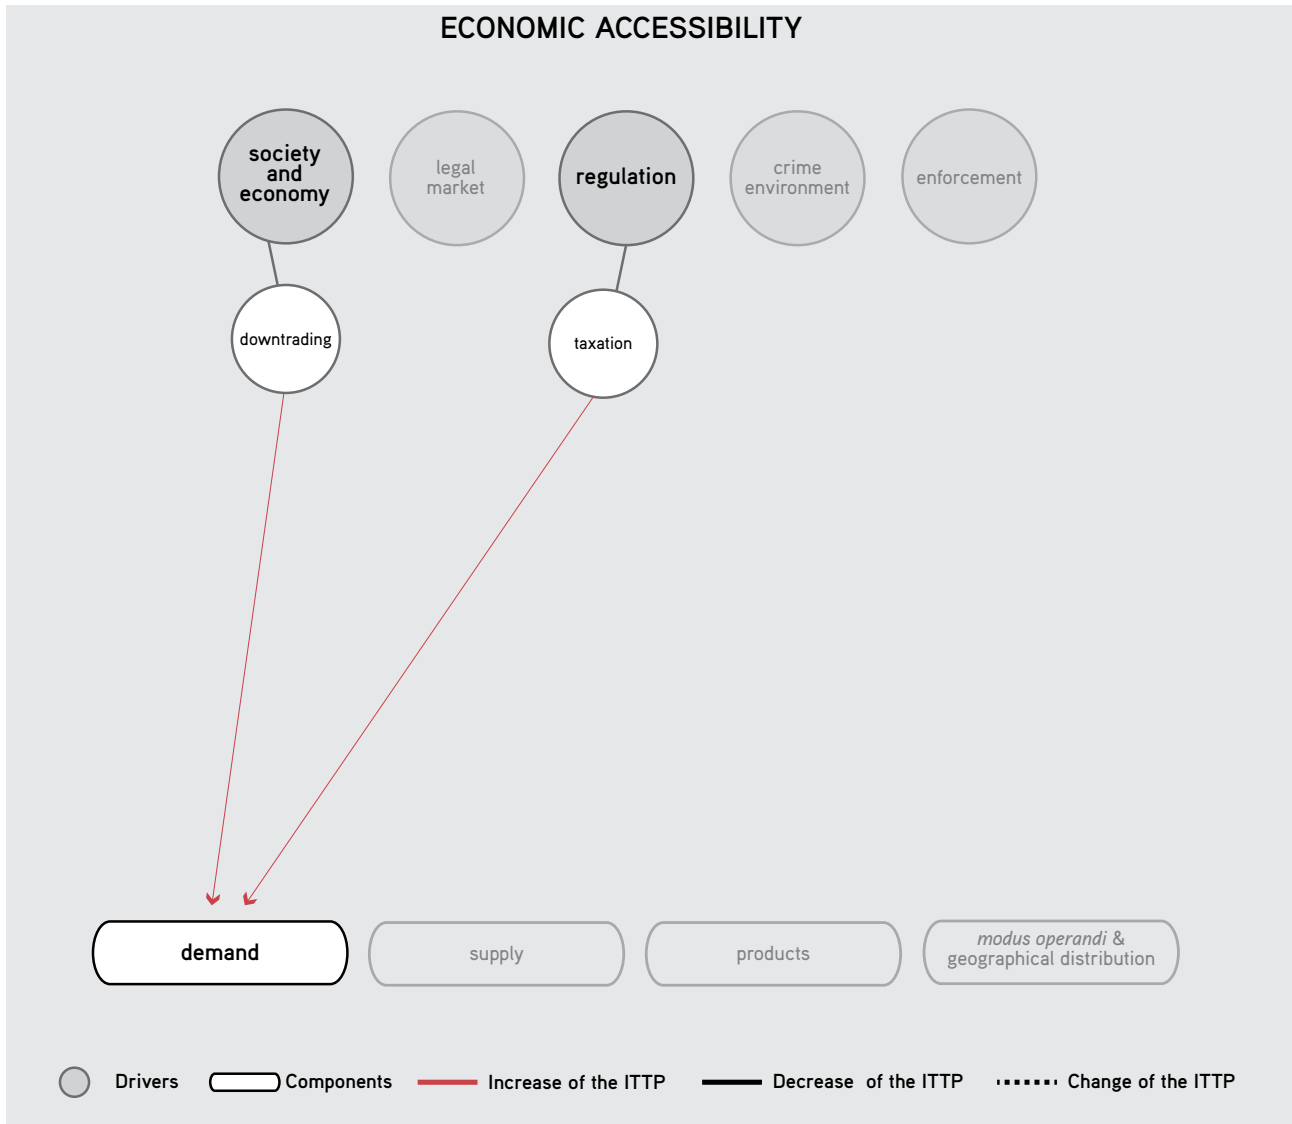 ECONOMIC ACCESSIBILITY
society
and
economy
legal
market
regulation
crime
environment
enforcement
downtrading
taxation
demand
supply
products
modus operandi &
geographical distribution
Drivers
Components
Increase of the ITTP
Decrease of the ITTP
Change of the ITTP